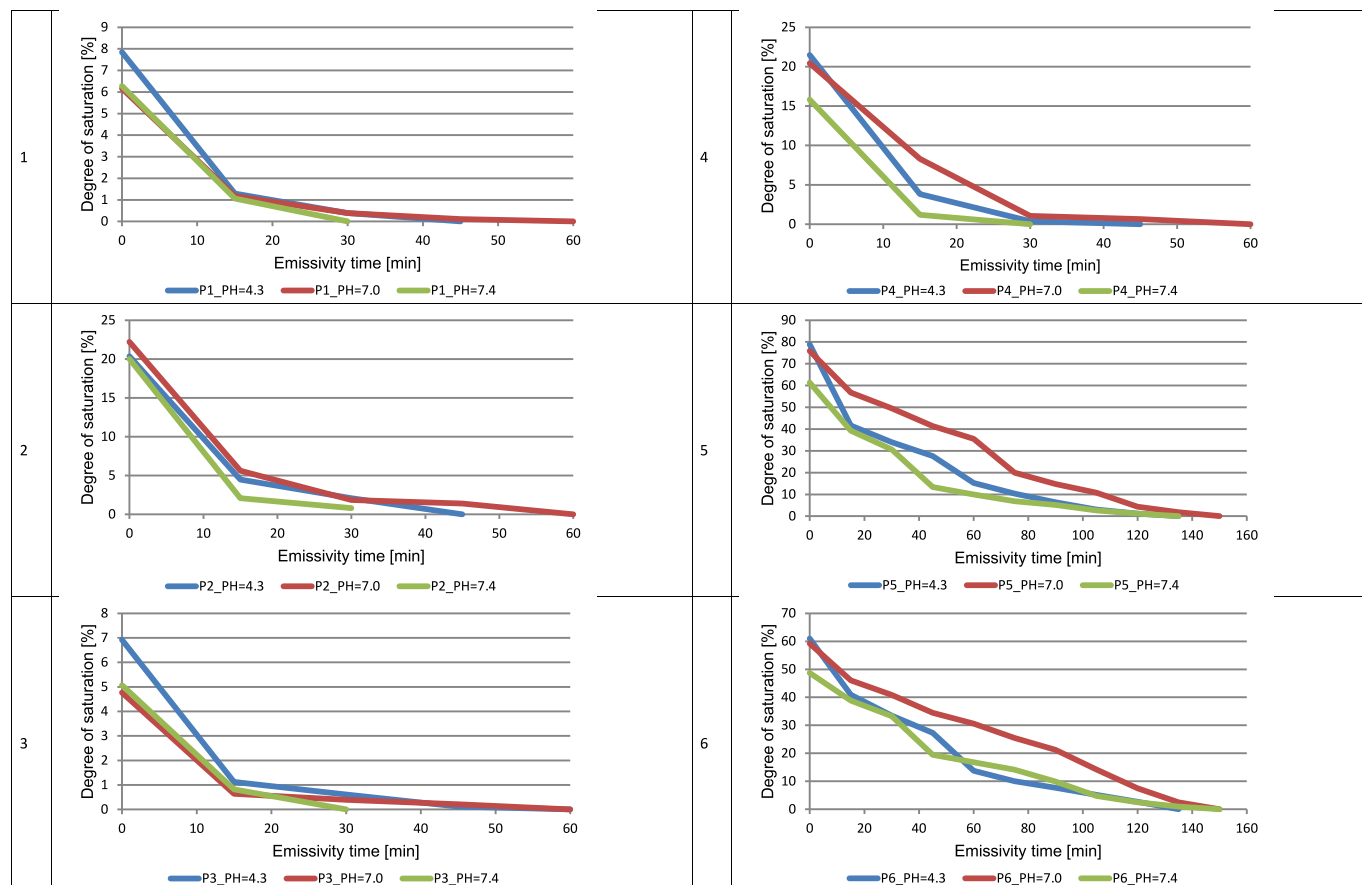 1
Degree of saturation [%]
9
8
7
6
5
4
3
2
1
0
0 10 20 30 40 50 60
Emissivity time [min]
P1_PH=4.3 P1_PH=7.0 P1_PH=7.4
4
Degree of saturation [%]
25
20
15
10
5
0
0 10 20 30 40 50 60
Emissivity time [min]
P4_PH=4.3 P4_PH=7.0 P4_PH=7.4
2
Degree of saturation [%]
25
20
15
10
5
0
0 10 20 30 40 50 60
Emissivity time [min]
P2_PH=4.3 P2_PH=7.0 P2_PH=7.4
5
Degree of saturation [%]
90
80
70
60
50
40
30
20
10
0
0 20 40 60 80 100 120 140 160
Emissivity time [min]
P5_PH=4.3 P5_PH=7.0 P5_PH=7.4
3
Degree of saturation [%]
8
7
6
5
4
3
2
1
0
0 10 20 30 40 50 60
Emissivity time [min]
P3_PH=4.3 P3_PH=7.0 P3_PH=7.4
6
Degree of saturation [%]
70
60
50
40
30
20
10
0
0 20 40 60 80 100 120 140 160
Emissivity time [min]
P6_PH=4.3 P6_PH=7.0 P6_PH=7.4